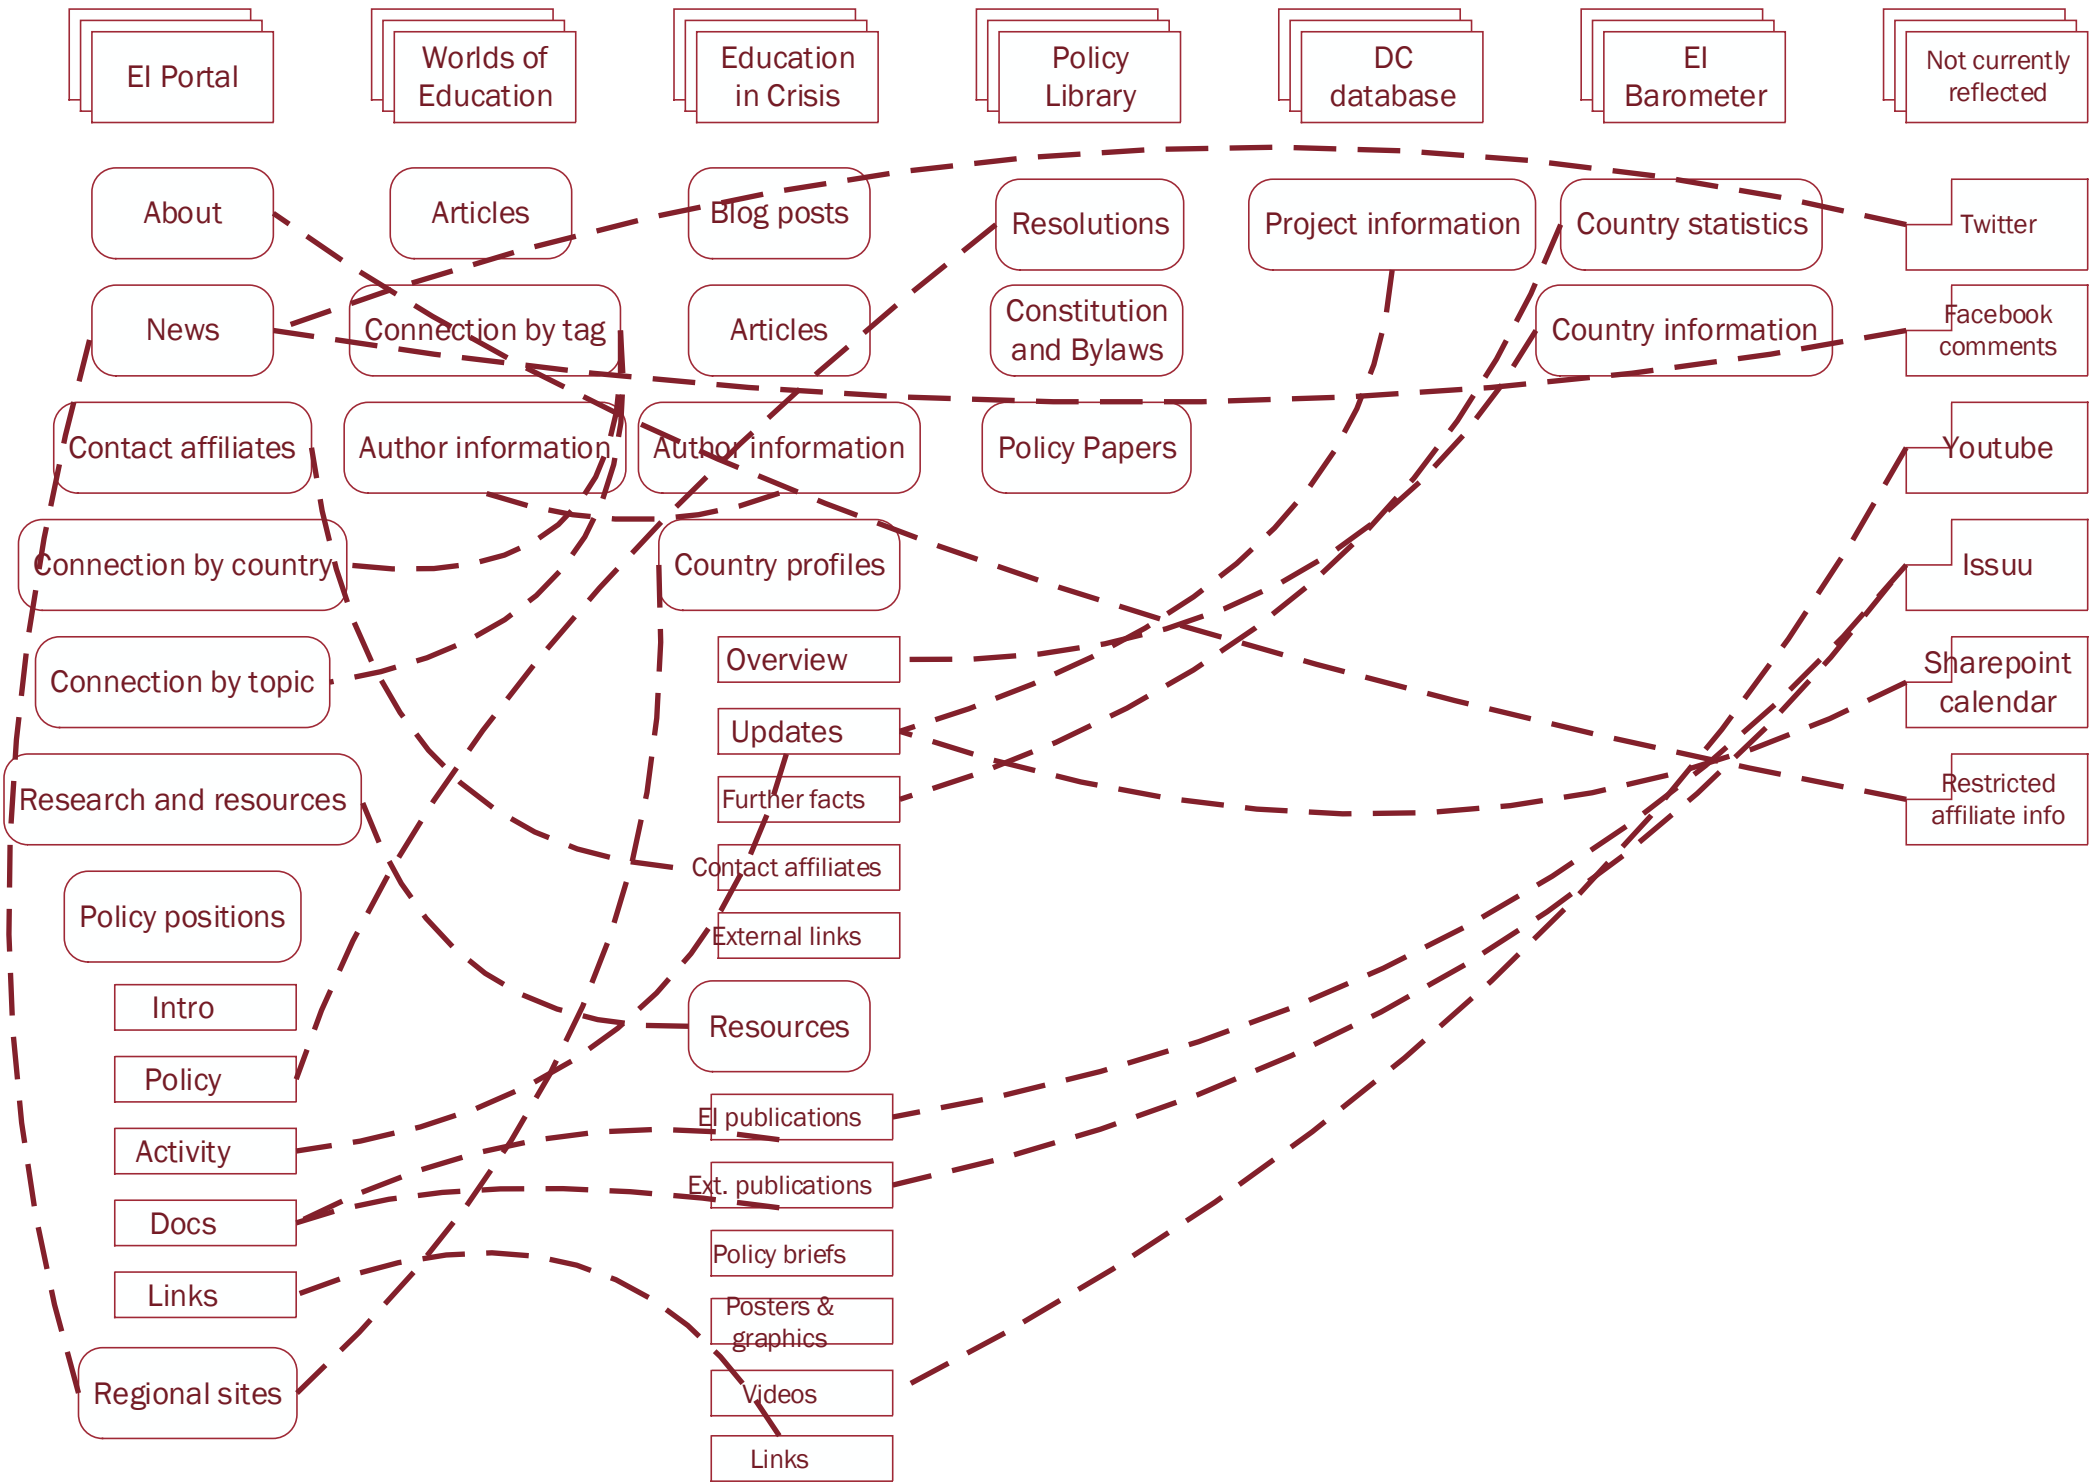 EI Portal
Worlds of
Education
Education
in Crisis
Policy
Library
DC
database
EI
Barometer
Not currently
reflected
About
News
Contact affiliates
Connection by country
Connection by topic
Research and resources
Policy positions
Intro
Policy
Activity
Docs
Links
Regional sites
Articles
Connection by tag
Author information
Blog posts
Articles
Author information
Country profiles
Overview
Updates
Further facts
Contact affiliates
External links
Resources
EI publications
Ext. publications
Policy briefs
Posters &
graphics
Videos
Links
Resolutions
Constitution
and Bylaws
Policy Papers
Project information
Country statistics
Country information
Twitter
Facebook
comments
Youtube
Issuu
Sharepoint
calendar
Restricted
affiliate info